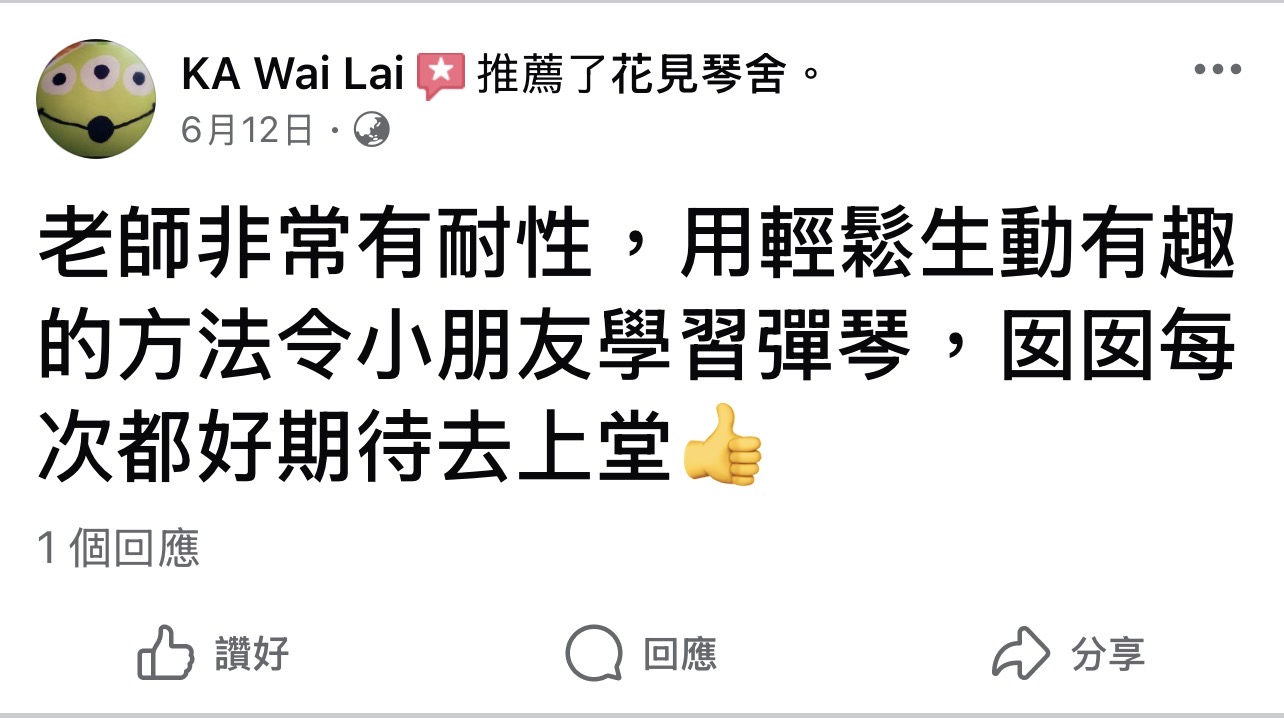 KA Wai Lai 推薦了花見琴舍。
6月12日 ·
老師非常有耐性，用輕鬆生動有趣
的方法令小朋友學習彈琴，囡囡每
次都好期待去上堂👍
1 個回應
讚好 回應 分享